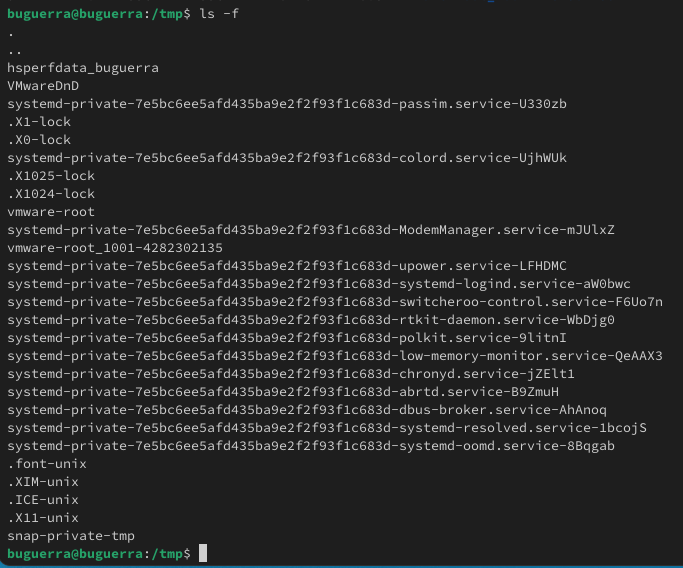 buguerra@buguerra:/tmp$ ls -f
.
..
hsperfdata_buguerra
VMwareDnD
systemd-private-7e5bc6ee5afd435ba9e2f2f93f1c683d-passim.service-U330zb
.X1-lock
.X0-lock
systemd-private-7e5bc6ee5afd435ba9e2f2f93f1c683d-colord.service-UjhWUk
.X1025-lock
.X1024-lock
vmware-root
systemd-private-7e5bc6ee5afd435ba9e2f2f93f1c683d-ModemManager.service-mJUlxZ
vmware-root_1001-4282302135
systemd-private-7e5bc6ee5afd435ba9e2f2f93f1c683d-upower.service-LFHDMC
systemd-private-7e5bc6ee5afd435ba9e2f2f93f1c683d-systemd-logind.service-aW0bwc
systemd-private-7e5bc6ee5afd435ba9e2f2f93f1c683d-switcheroo-control.service-F6Uo7n
systemd-private-7e5bc6ee5afd435ba9e2f2f93f1c683d-rtkit-daemon.service-WbDjg0
systemd-private-7e5bc6ee5afd435ba9e2f2f93f1c683d-polkit.service-9litnI
systemd-private-7e5bc6ee5afd435ba9e2f2f93f1c683d-low-memory-monitor.service-QeAAX3
systemd-private-7e5bc6ee5afd435ba9e2f2f93f1c683d-chronyd.service-jZElt1
systemd-private-7e5bc6ee5afd435ba9e2f2f93f1c683d-abrtd.service-B9ZmuH
systemd-private-7e5bc6ee5afd435ba9e2f2f93f1c683d-dbus-broker.service-AhAnoq
systemd-private-7e5bc6ee5afd435ba9e2f2f93f1c683d-systemd-resolved.service-1bcojS
systemd-private-7e5bc6ee5afd435ba9e2f2f93f1c683d-systemd-oomd.service-8Bqgab
.font-unix
.XIM-unix
.ICE-unix
.X11-unix
snap-private-tmp
buguerra@buguerra:/tmp$